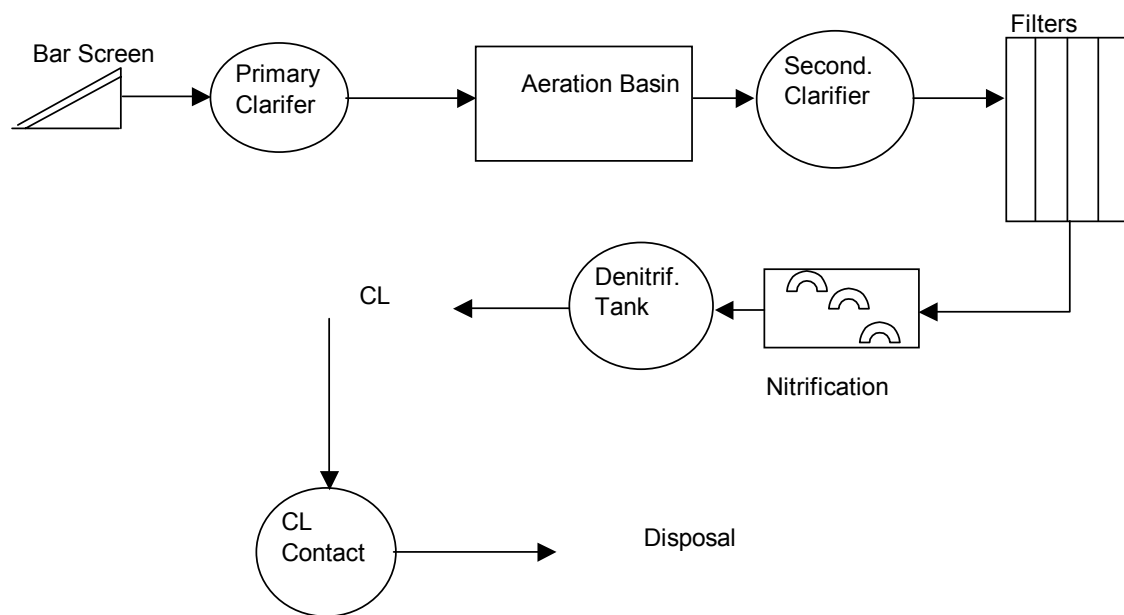 Bar Screen
Primary
Clarifer
Aeration Basin
Second.
Clarifier
Filters
Nitrification
Denitrif.
Tank
CL
CL
Contact
Disposal